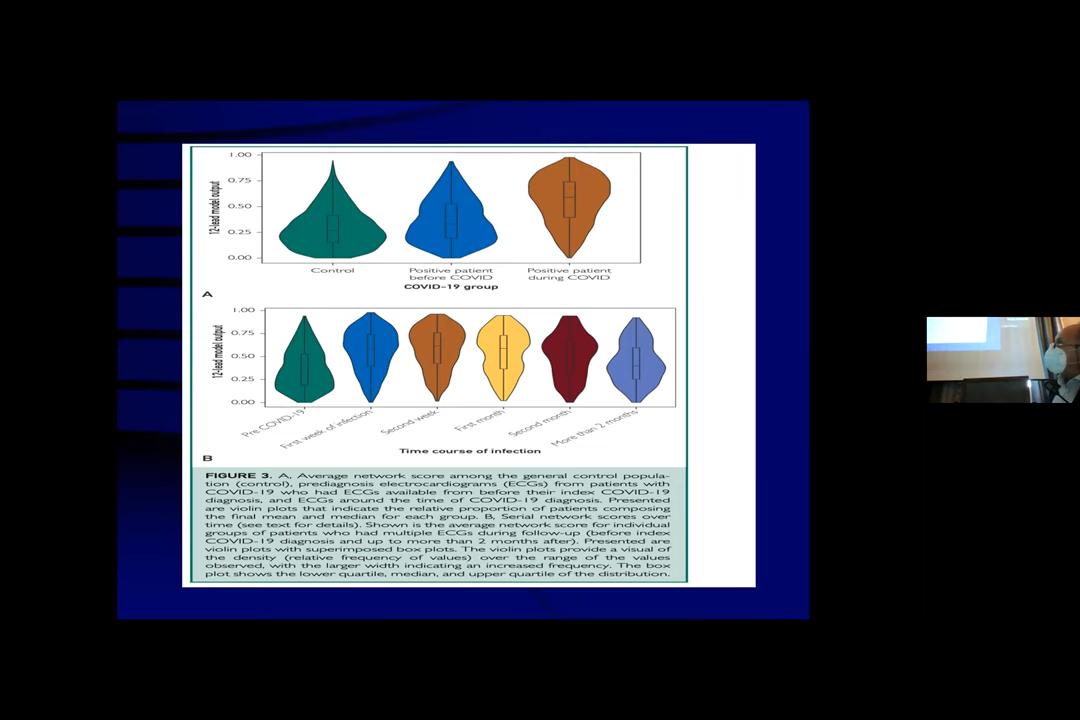 1.00
0.75
0.50
0.25
0.00
12-lead model output
Control
Positive patient
before COVID
Positive patient
during COVID
COVID-19 group
A
1.00
0.75
0.50
0.25
0.00
12-lead model output
Pre COVID-19
First week of infection
Second week
First month
Second month
More than 2 months
Time course of infection
B
FIGURE 3. A, Average network score among the general control popula-
tion (control), prediagnosis electrocardiograms (ECGs) from patients with
COVID-19 who had ECGs available from before their index COVID-19
diagnosis, and ECGs around the time of COVID-19 diagnosis. Presented
are violin plots that indicate the relative proportion of patients composing
the final mean and median for each group. B, Serial network scores over
time (see text for details). Shown is the average network score for individual
groups of patients who had multiple ECGs during follow-up (before index
COVID-19 diagnosis and up to more than 2 months after). Presented are
violin plots with superimposed box plots. The violin plots provide a visual of
the density (relative frequency of values) over the range of the values
observed, with the larger width indicating an increased frequency. The box
plot shows the lower quartile, median, and upper quartile of the distribution.